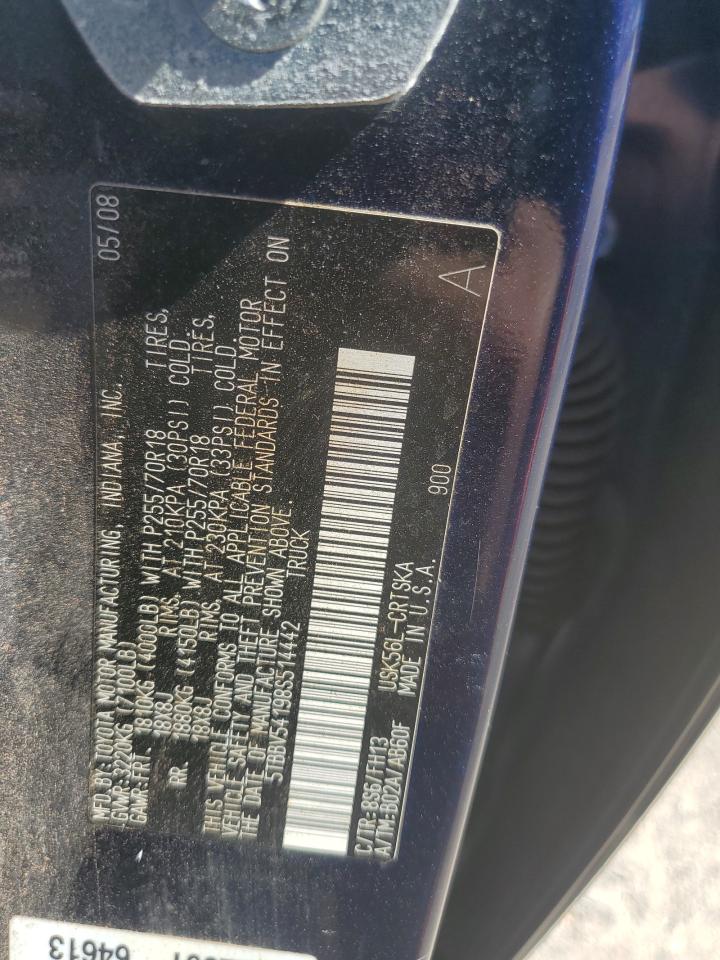 MFD.BY:TOYOTA MOTOR MANUFACTURING, INDIANA, INC. 05/08
GVWR:3220KG (7100LB)
GAWR:FRT. 1810KG (4000LB) WITH P255/70R18 TIRES,
18X8J RIMS, AT 210KPA (30PSI) COLD.
RR. 1880KG (4150LB) WITH P255/70R18 TIRES,
18X8J RIMS, AT 230KPA (33PSI) COLD.
THIS VEHICLE CONFORMS TO ALL APPLICABLE FEDERAL MOTOR
VEHICLE SAFETY AND THEFT PREVENTION STANDARDS IN EFFECT ON
THE DATE OF MANUFACTURE SHOWN ABOVE.
5TBBV54198S514442 TRUCK
C/TR:8S6/FH13 USK56L-CRTSKA 900 A
A/TM:B02A/AB60F MADE IN U.S.A.
64613